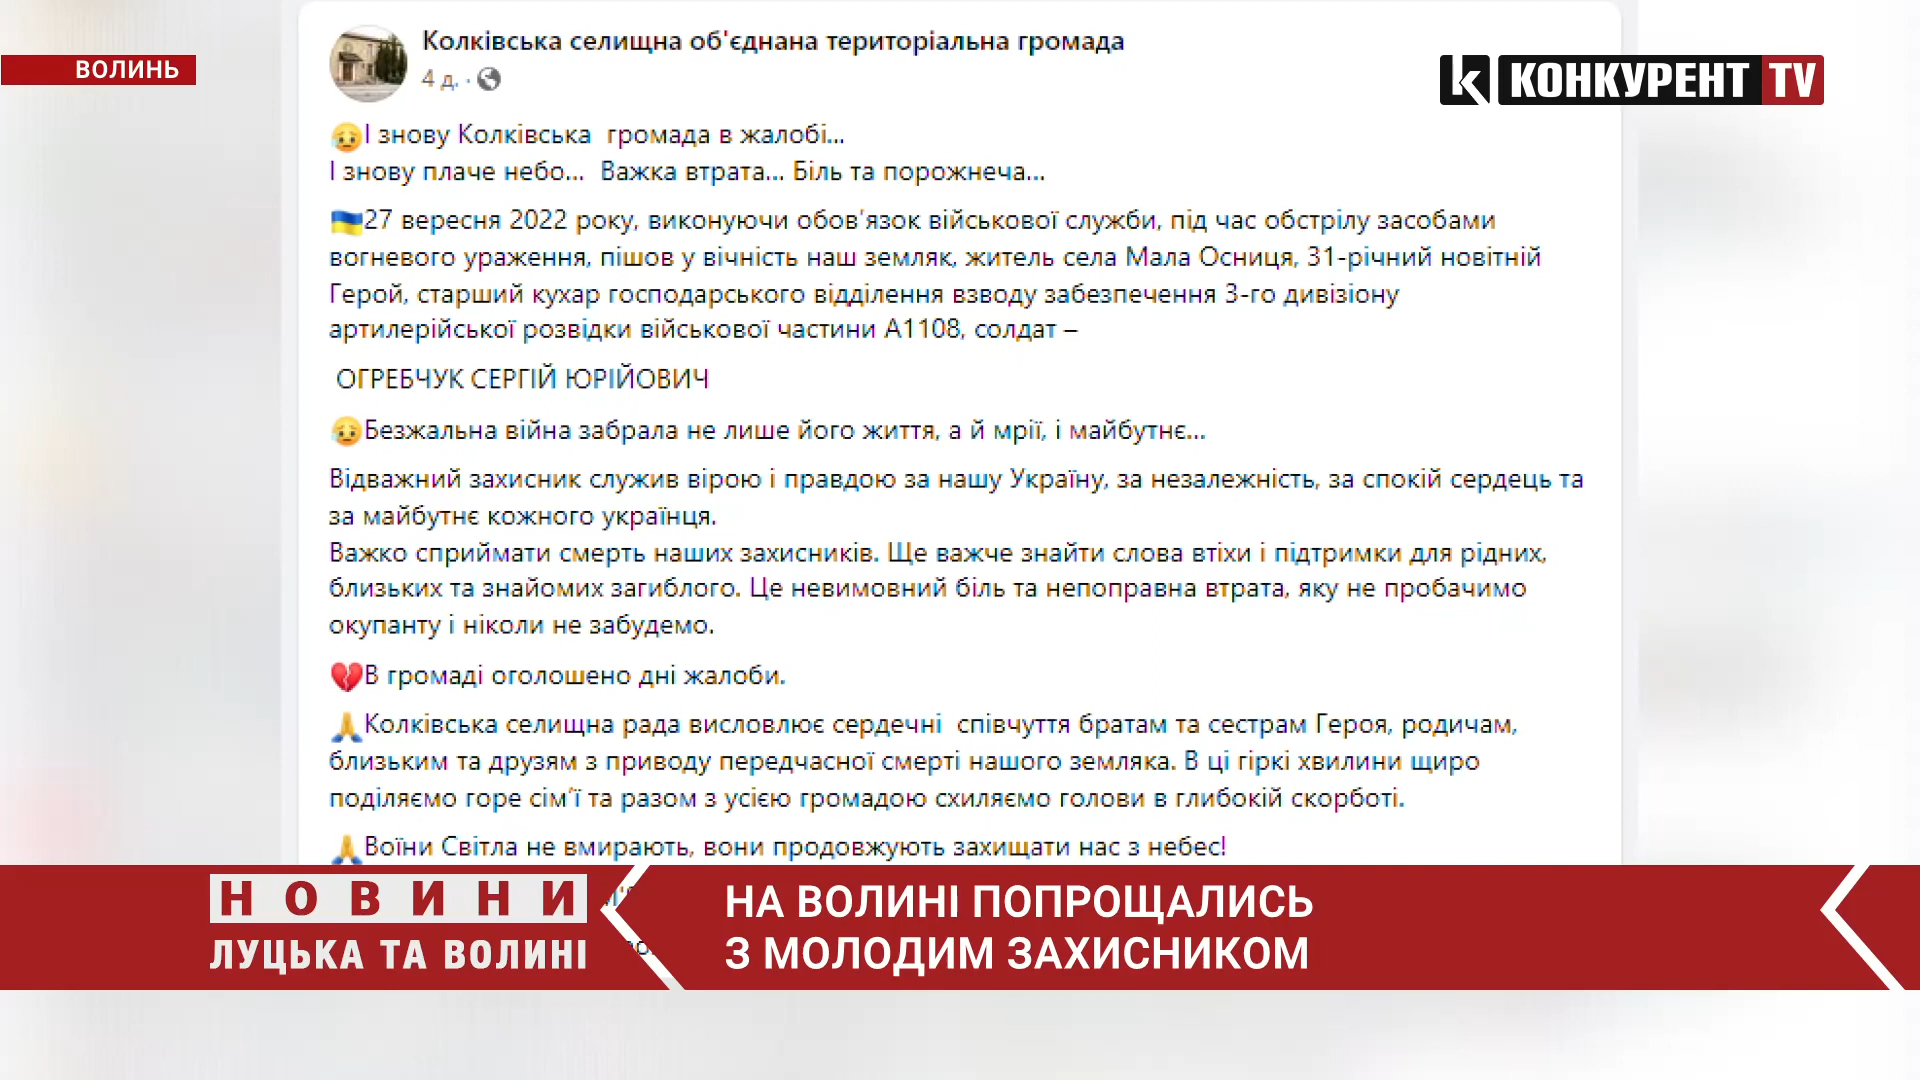 Колківська селищна об'єднана територіальна громада
4 д. ·
ВОЛИНЬ
К КОНКУРЕНТ TV
😥І знову Колківська громада в жалобі...
І знову плаче небо... Важка втрата... Біль та порожнеча...
🇺🇦27 вересня 2022 року, виконуючи обов'язок військової служби, під час обстрілу засобами
вогневого ураження, пішов у вічність наш земляк, житель села Мала Осниця, 31-річний новітній
Герой, старший кухар господарського відділення взводу забезпечення 3-го дивізіону
артилерійської розвідки військової частини А1108, солдат –
ОГРЕБЧУК СЕРГІЙ ЮРІЙОВИЧ
😥Безжальна війна забрала не лише його життя, а й мрії, і майбутнє...
Відважний захисник служив вірою і правдою за нашу Україну, за незалежність, за спокій сердець та
за майбутнє кожного українця.
Важко сприймати смерть наших захисників. Ще важче знайти слова втіхи і підтримки для рідних,
близьких та знайомих загиблого. Це невимовний біль та непоправна втрата, яку не пробачимо
окупанту і ніколи не забудемо.
💔В громаді оголошено дні жалоби.
🙏Колківська селищна рада висловлює сердечні співчуття братам та сестрам Героя, родичам,
близьким та друзям з приводу передчасної смерті нашого земляка. В ці гіркі хвилини щиро
поділяємо горе сім'ї та разом з усією громадою схиляємо голови в глибокій скорботі.
🙏Воїни Світла не вмирають, вони продовжують захищати нас з небес!
НОВИНИ
ЛУЦЬКА ТА ВОЛИНІ
НА ВОЛИНІ ПОПРОЩАЛИСЬ
З МОЛОДИМ ЗАХИСНИКОМ